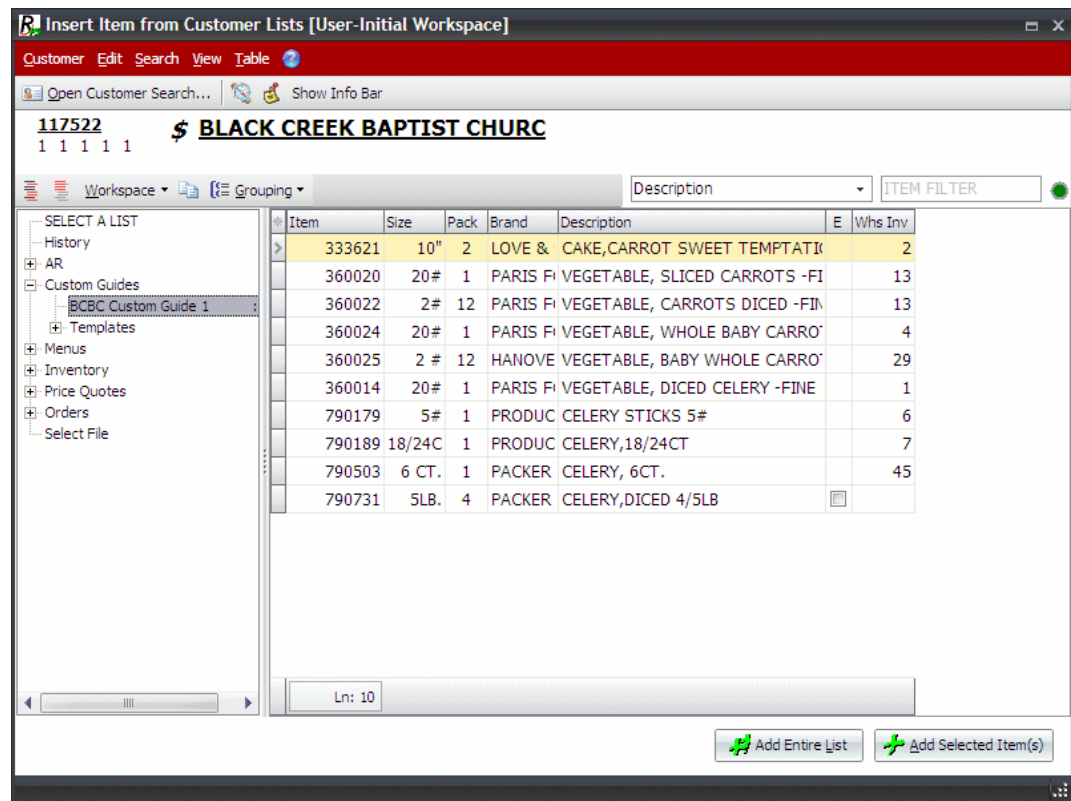 Insert Item from Customer Lists [User-Initial Workspace]
Customer Edit Search View Table
Open Customer Search... Show Info Bar
117522 $ BLACK CREEK BAPTIST CHURC
1 1 1 1 1
Workspace Grouping Description ITEM FILTER
SELECT A LIST
History
AR
Custom Guides
BCBC Custom Guide 1 :
Templates
Menus
Inventory
Price Quotes
Orders
Select File
Item Size Pack Brand Description E Whs Inv
333621 10" 2 LOVE & CAKE,CARROT SWEET TEMPTATI
2
360020 20# 1 PARIS F VEGETABLE, SLICED CARROTS -FI 13
360022 2# 12 PARIS F VEGETABLE, CARROTS DICED -FIN 13
360024 20# 1 PARIS F VEGETABLE, WHOLE BABY CARRO 4
360025 2 # 12 HANOVE VEGETABLE, BABY WHOLE CARRO 29
360014 20# 1 PARIS F VEGETABLE, DICED CELERY -FINE 1
790179 5# 1 PRODUC CELERY STICKS 5# 6
790189 18/24C 1 PRODUC CELERY,18/24CT 7
790503 6 CT. 1 PACKER CELERY, 6CT. 45
790731 5LB. 4 PACKER CELERY,DICED 4/5LB
Ln: 10
Add Entire List Add Selected Item(s)